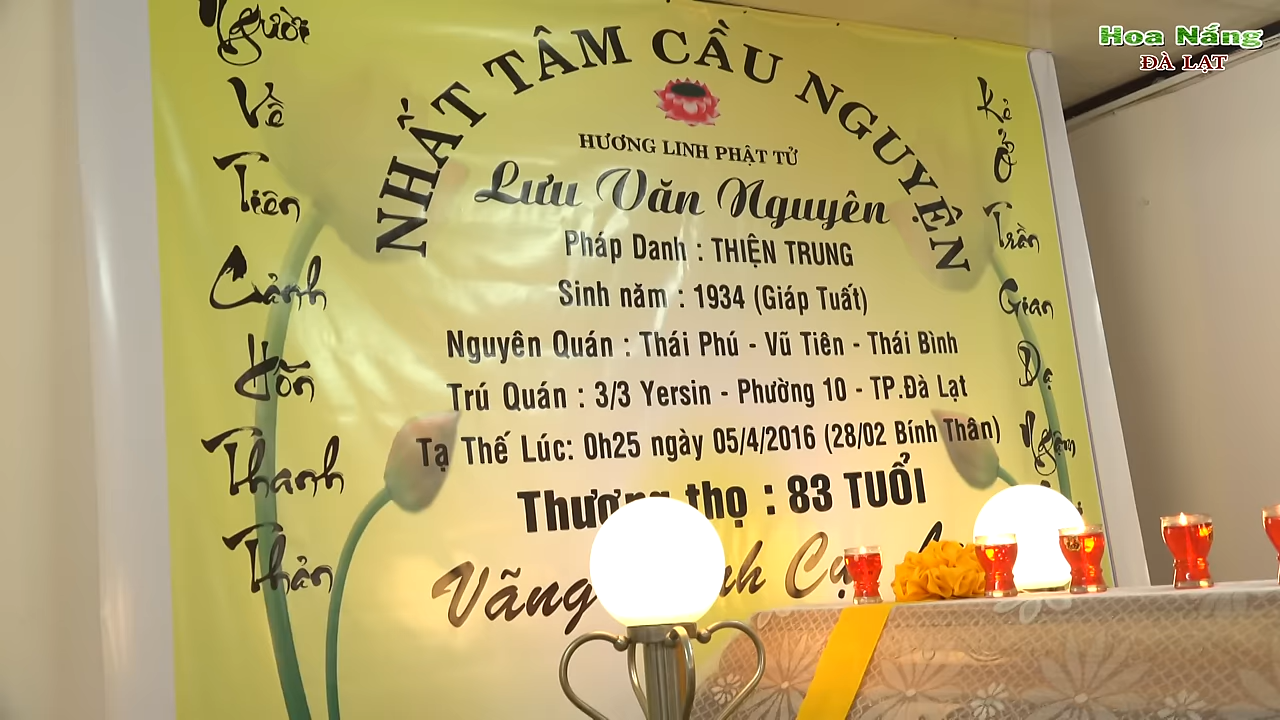 Hoa Nắng
ĐÀ LẠT
Người
Về
Tiên
Cảnh
Hồn
Thanh
Thản
NHẤT TÂM CẦU NGUYỆN
HƯƠNG LINH PHẬT TỬ
Lưu Văn Nguyên
Pháp Danh : THIỆN TRUNG
Sinh năm : 1934 (Giáp Tuất)
Nguyên Quán : Thái Phú - Vũ Tiên - Thái Bình
Trú Quán : 3/3 Yersin - Phường 10 - TP.Đà Lạt
Tạ Thế Lúc: 0h25 ngày 05/4/2016 (28/02 Bính Thân)
Thượng thọ : 83 TUỔI
Vãng
Kẻ
Ở
Trần
Gian
Dạ